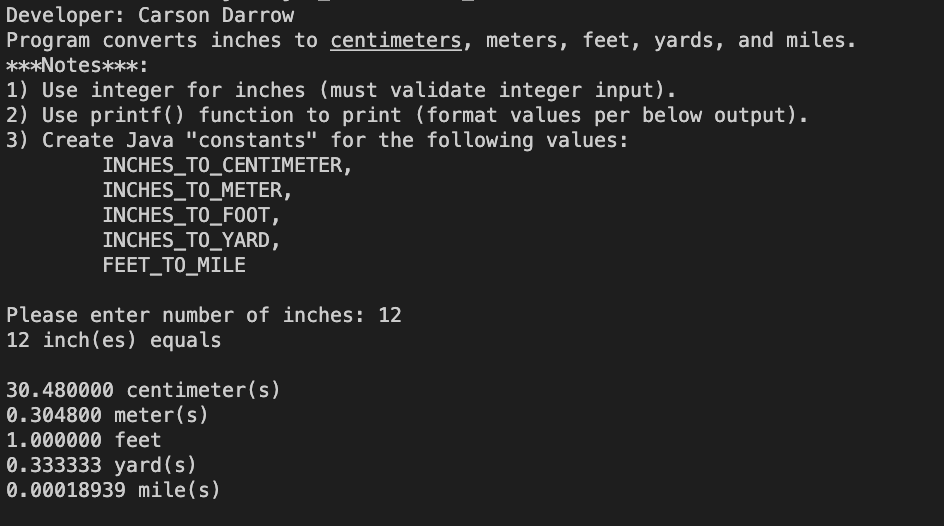 Developer: Carson Darrow
Program converts inches to centimeters, meters, feet, yards, and miles.
***Notes***:
1) Use integer for inches (must validate integer input).
2) Use printf() function to print (format values per below output).
3) Create Java "constants" for the following values:
INCHES_TO_CENTIMETER,
INCHES_TO_METER,
INCHES_TO_FOOT,
INCHES_TO_YARD,
FEET_TO_MILE
Please enter number of inches: 12
12 inch(es) equals
30.480000 centimeter(s)
0.304800 meter(s)
1.000000 feet
0.333333 yard(s)
0.00018939 mile(s)